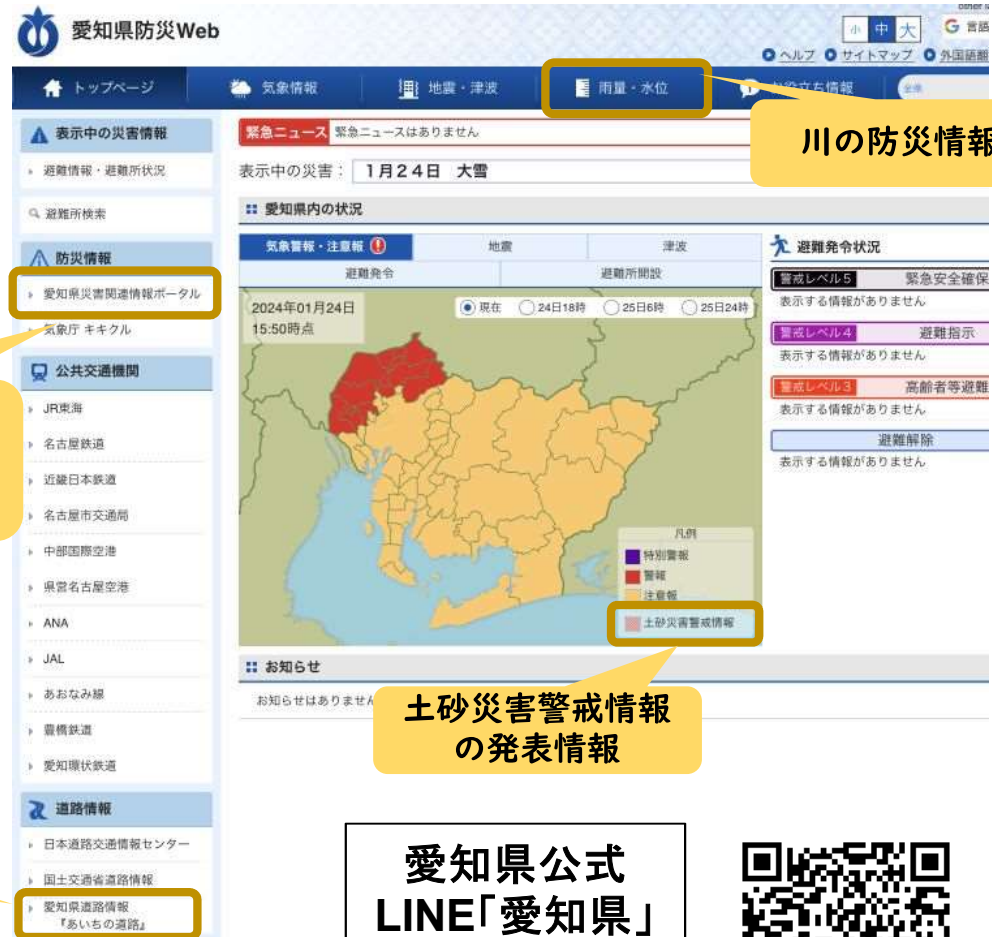 愛知県防災Web
小 中 大
G 言語
ヘルプ サイトマップ 外国語翻
トップページ 気象情報 地震・津波 雨量・水位 お役立ち情報
川の防災情報
表示中の災害情報
避難情報・避難所状況
避難所検索
防災情報
愛知県災害関連情報ポータル
気象庁 キキクル
公共交通機関
JR東海
名古屋鉄道
近畿日本鉄道
名古屋市交通局
中部国際空港
県営名古屋空港
ANA
JAL
あおなみ線
豊橋鉄道
愛知環状鉄道
道路情報
日本道路交通情報センター
国土交通省道路情報
愛知県道路情報
『あいちの道路』
緊急ニュース 緊急ニュースはありません
表示中の災害： 1月24日 大雪
愛知県内の状況
気象警報・注意報 地震 津波
避難発令 避難所開設
2024年01月24日
15:50時点
現在 24日18時 25日6時 25日24時
凡例
特別警報
警報
注意報
土砂災害警戒情報
避難発令状況
警戒レベル5 緊急安全確保
表示する情報がありません
警戒レベル4 避難指示
表示する情報がありません
警戒レベル3 高齢者等避難
表示する情報がありません
避難解除
表示する情報がありません
お知らせ
お知らせはありませ
土砂災害警戒情報
の発表情報
愛知県公式
LINE「愛知県」